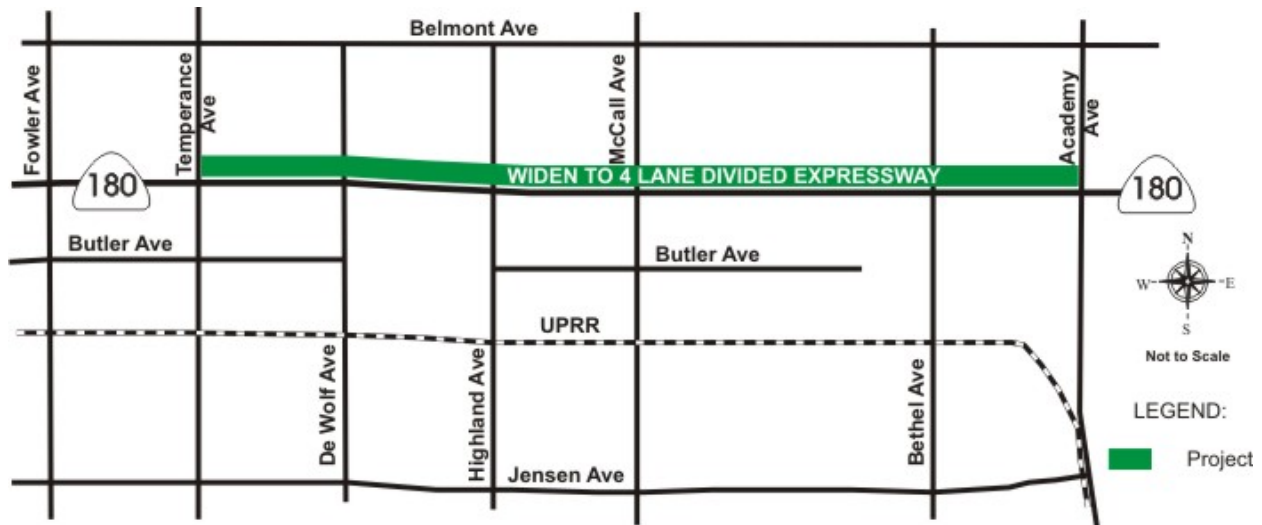 Belmont Ave
Fowler Ave
Temperance
Ave
McCall Ave
Academy
Ave
WIDEN TO 4 LANE DIVIDED EXPRESSWAY
180
180
Butler Ave
Butler Ave
N
W
E
S
Not to Scale
UPRR
De Wolf Ave
Highland Ave
Bethel Ave
Jensen Ave
LEGEND:
Project